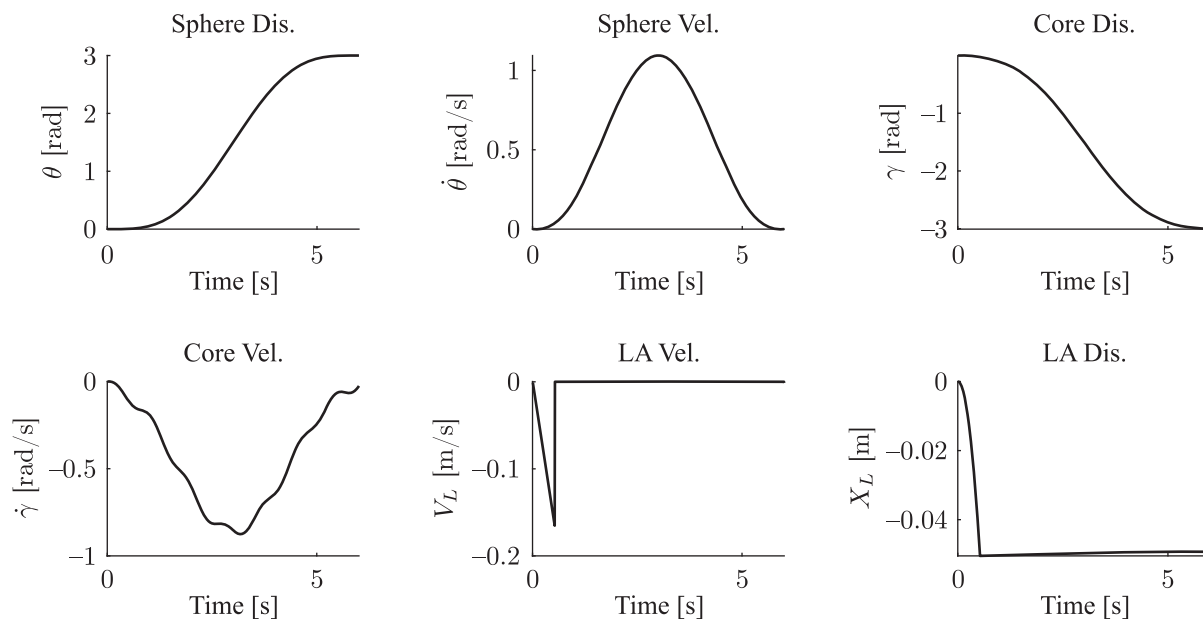 Sphere Dis.
3
2
1
0
θ [rad]
0
5
Time [s]
Sphere Vel.
1
0.5
0
θ̇ [rad/s]
0
5
Time [s]
Core Dis.
−1
−2
−3
γ [rad]
0
5
Time [s]
Core Vel.
0
−0.5
−1
γ̇ [rad/s]
0
5
Time [s]
LA Vel.
0
−0.1
−0.2
V_L [m/s]
0
5
Time [s]
LA Dis.
0
−0.02
−0.04
X_L [m]
0
5
Time [s]